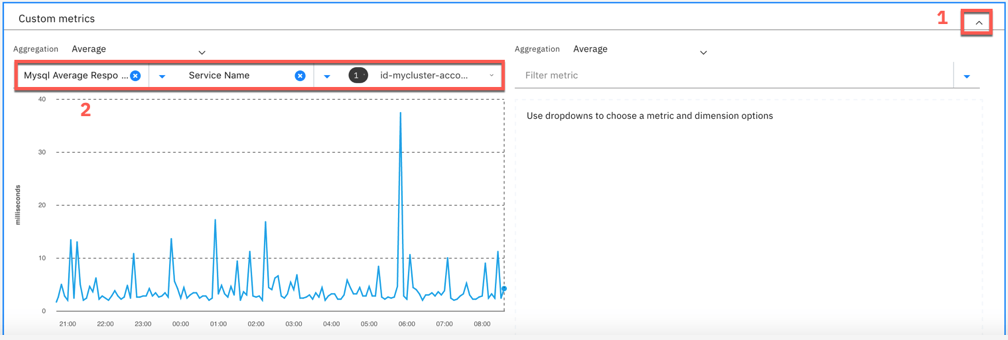 Custom metrics
1
Aggregation Average
Aggregation Average
Mysql Average Respo ... Service Name 1 id-mycluster-acco...
Filter metric
2
Use dropdowns to choose a metric and dimension options
milliseconds
40
30
20
10
0
21:00 22:00 23:00 00:00 01:00 02:00 03:00 04:00 05:00 06:00 07:00 08:00